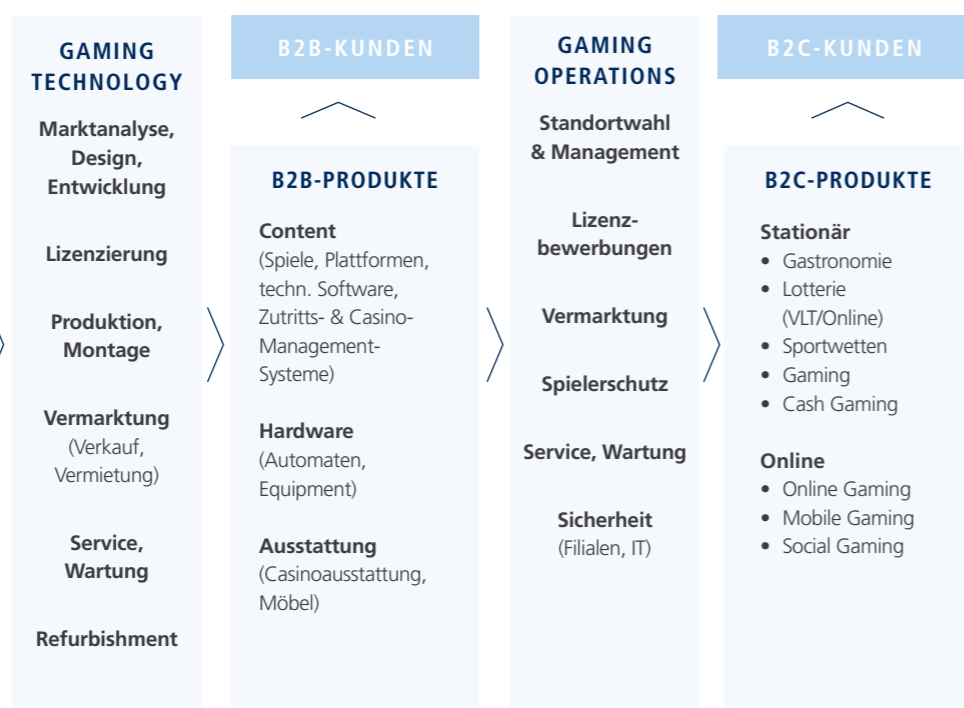 GAMING
TECHNOLOGY
Marktanalyse,
Design,
Entwicklung
Lizenzierung
Produktion,
Montage
Vermarktung
(Verkauf,
Vermietung)
Service,
Wartung
Refurbishment
B2B-KUNDEN
B2B-PRODUKTE
Content
(Spiele, Plattformen,
techn. Software,
Zutritts- & Casino-
Management-
Systeme)
Hardware
(Automaten,
Equipment)
Ausstattung
(Casinoausstattung,
Möbel)
GAMING
OPERATIONS
Standortwahl
& Management
Lizenz-
bewerbungen
Vermarktung
Spielerschutz
Service, Wartung
Sicherheit
(Filialen, IT)
B2C-KUNDEN
B2C-PRODUKTE
Stationär
• Gastronomie
• Lotterie
(VLT/Online)
• Sportwetten
• Gaming
• Cash Gaming
Online
• Online Gaming
• Mobile Gaming
• Social Gaming